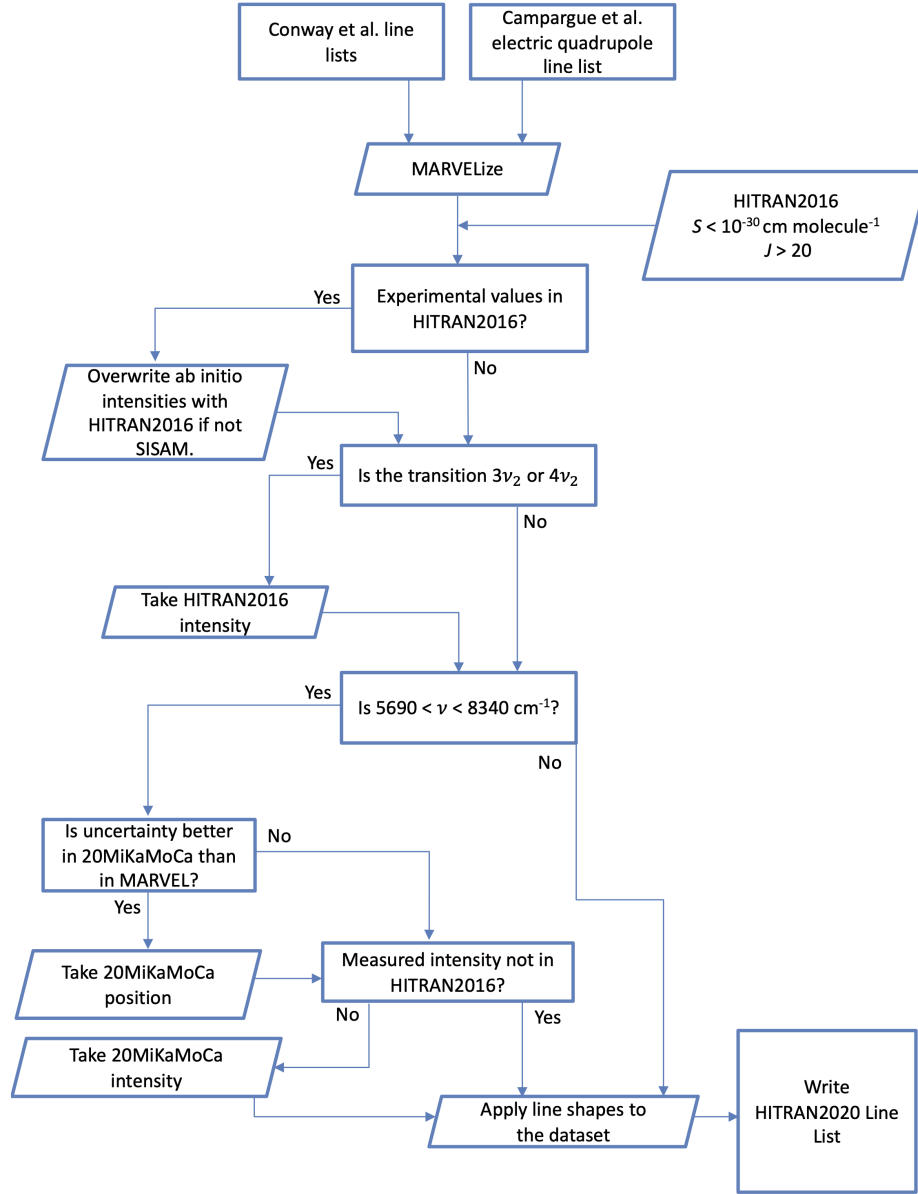 Conway et al. line
lists
Campargue et al.
electric quadrupole
line list
MARVELize
HITRAN2016
S < 10⁻³⁰ cm molecule⁻¹
J > 20
Experimental values in
HITRAN2016?
Yes
No
Overwrite ab initio
intensities with
HITRAN2016 if not
SISAM.
Is the transition 3ν₂ or 4ν₂
Yes
No
Take HITRAN2016
intensity
Is 5690 < ν < 8340 cm⁻¹?
Yes
No
Is uncertainty better
in 20MiKaMoCa than
in MARVEL?
No
Yes
Take 20MiKaMoCa
position
Measured intensity not in
HITRAN2016?
No
Yes
Take 20MiKaMoCa
intensity
Apply line shapes to
the dataset
Write
HITRAN2020 Line
List